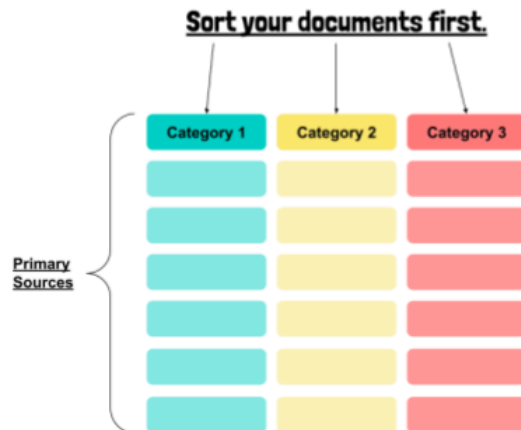 Sort your documents first.
Category 1
Category 2
Category 3
Primary
Sources